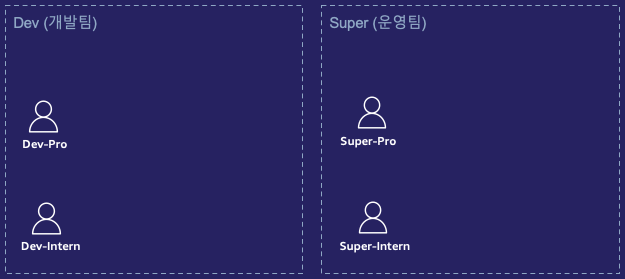 Dev (개발팀)
Super (운영팀)
Dev-Pro
Super-Pro
Dev-Intern
Super-Intern